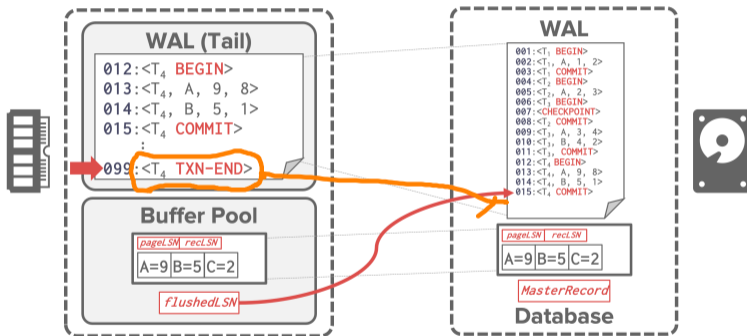 WAL (Tail)
012:<T4 BEGIN>
013:<T4, A, 9, 8>
014:<T4, B, 5, 1>
015:<T4 COMMIT>
⋮
099:<T4 TXN-END>
Buffer Pool
pageLSN recLSN
A=9 B=5 C=2
flushedLSN
WAL
001:<T1 BEGIN>
002:<T1, A, 1, 2>
003:<T1 COMMIT>
004:<T2 BEGIN>
005:<T2, A, 2, 3>
006:<T3 BEGIN>
007:<CHECKPOINT>
008:<T2 COMMIT>
009:<T3, A, 3, 4>
010:<T3, B, 4, 2>
011:<T3 COMMIT>
012:<T4 BEGIN>
013:<T4, A, 9, 8>
014:<T4, B, 5, 1>
015:<T4 COMMIT>
pageLSN recLSN
A=9 B=5 C=2
MasterRecord
Database